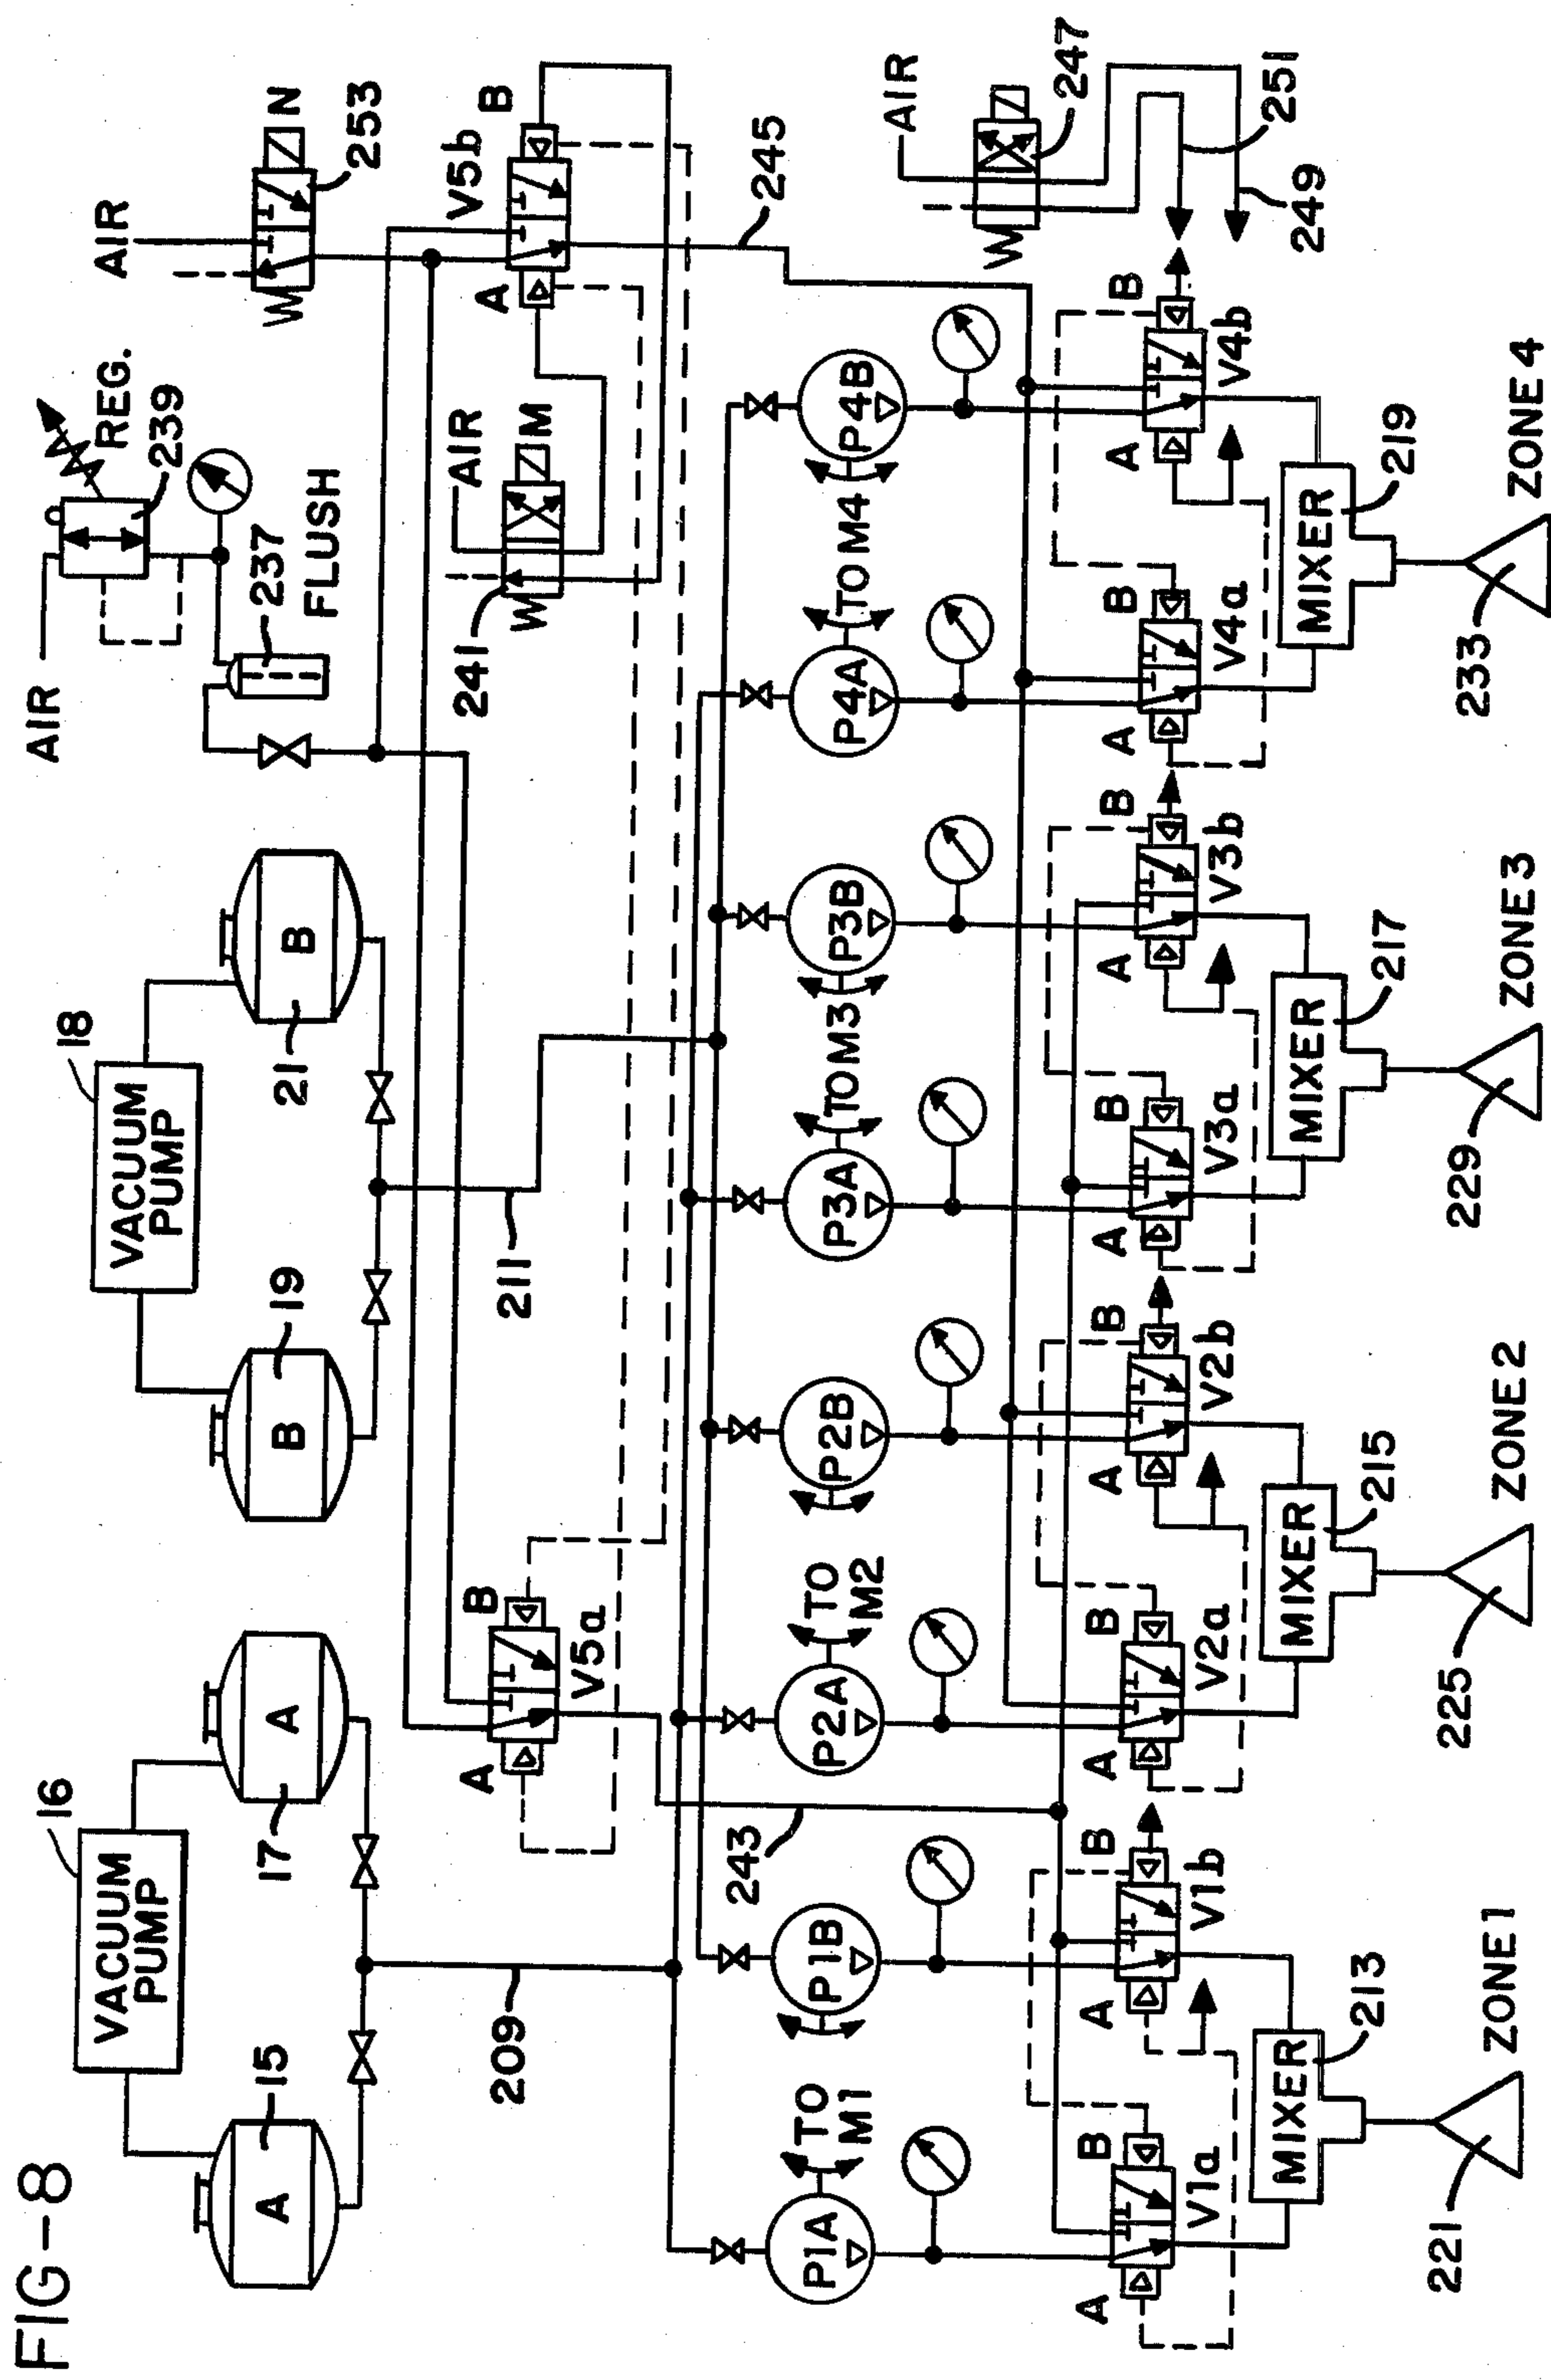 FIG-8
VACUUM
PUMP
16
A
15
A
17
209
VACUUM
PUMP
18
B
19
B
21
211
AIR
REG.
239
237
FLUSH
AIR
N
253
A
B
V5a
AIR
M
241
V5b
A
B
243
245
P1A
TO
M1
P1B
P2A
TO
M2
P2B
P3A
TO M3
P3B
P4A
TO M4
P4B
AIR
247
251
249
A
B
V1a
A
B
V1b
A
B
V2a
A
B
V2b
A
B
V3a
A
B
V3b
A
B
V4a
A
B
V4b
MIXER
213
MIXER
215
MIXER
217
MIXER
219
221
ZONE 1
225
ZONE 2
229
ZONE 3
233
ZONE 4